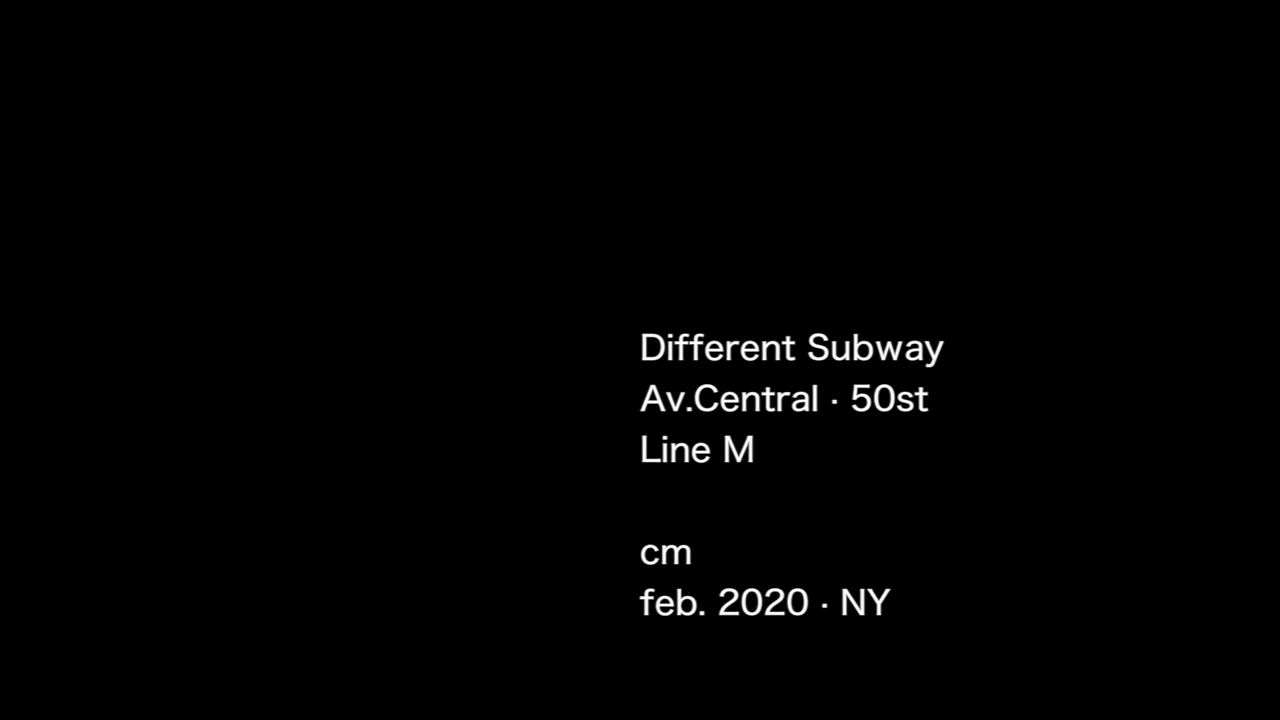 Different Subway
Av.Central · 50st
Line M
cm
feb. 2020 · NY